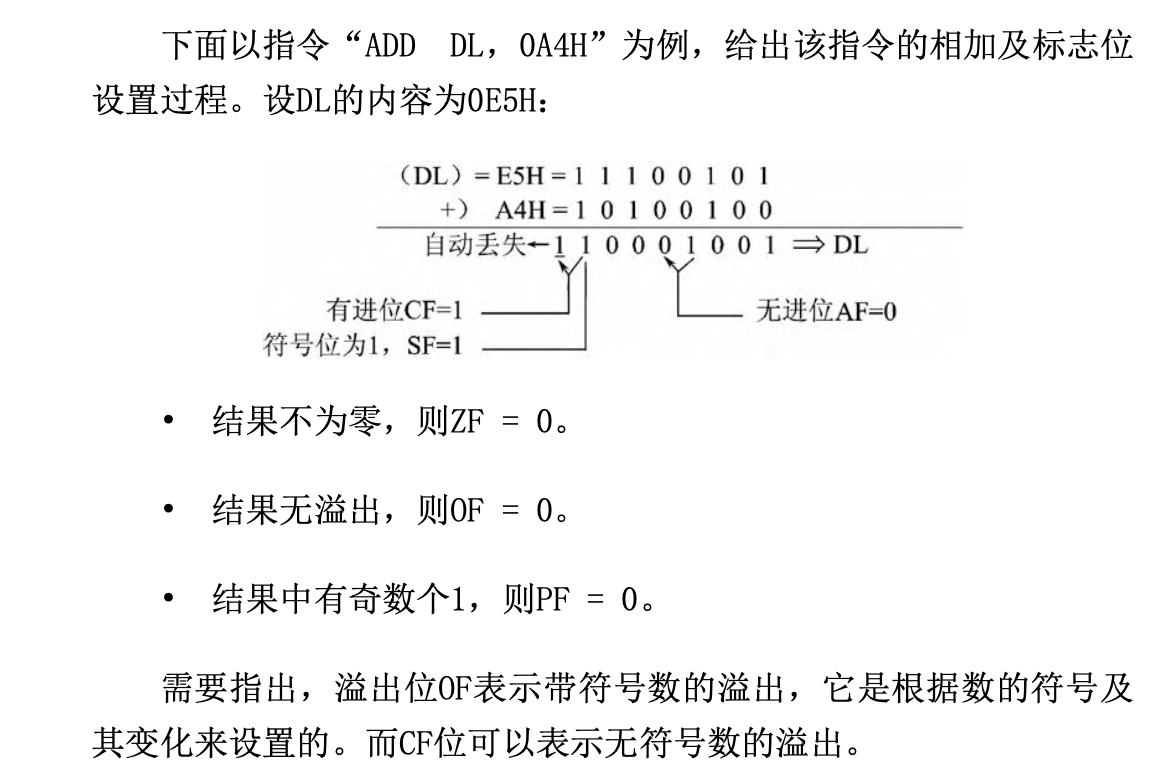 下面以指令“ADD DL，0A4H”为例，给出该指令的相加及标志位
设置过程。设DL的内容为0E5H：
（DL）= E5H = 1 1 1 0 0 1 0 1
+） A4H = 1 0 1 0 0 1 0 0
自动丢失←1 1 0 0 0 1 0 0 1 ⇒ DL
有进位CF=1
无进位AF=0
符号位为1，SF=1
• 结果不为零，则ZF = 0。
• 结果无溢出，则OF = 0。
• 结果中有奇数个1，则PF = 0。
需要指出，溢出位OF表示带符号数的溢出，它是根据数的符号及
其变化来设置的。而CF位可以表示无符号数的溢出。